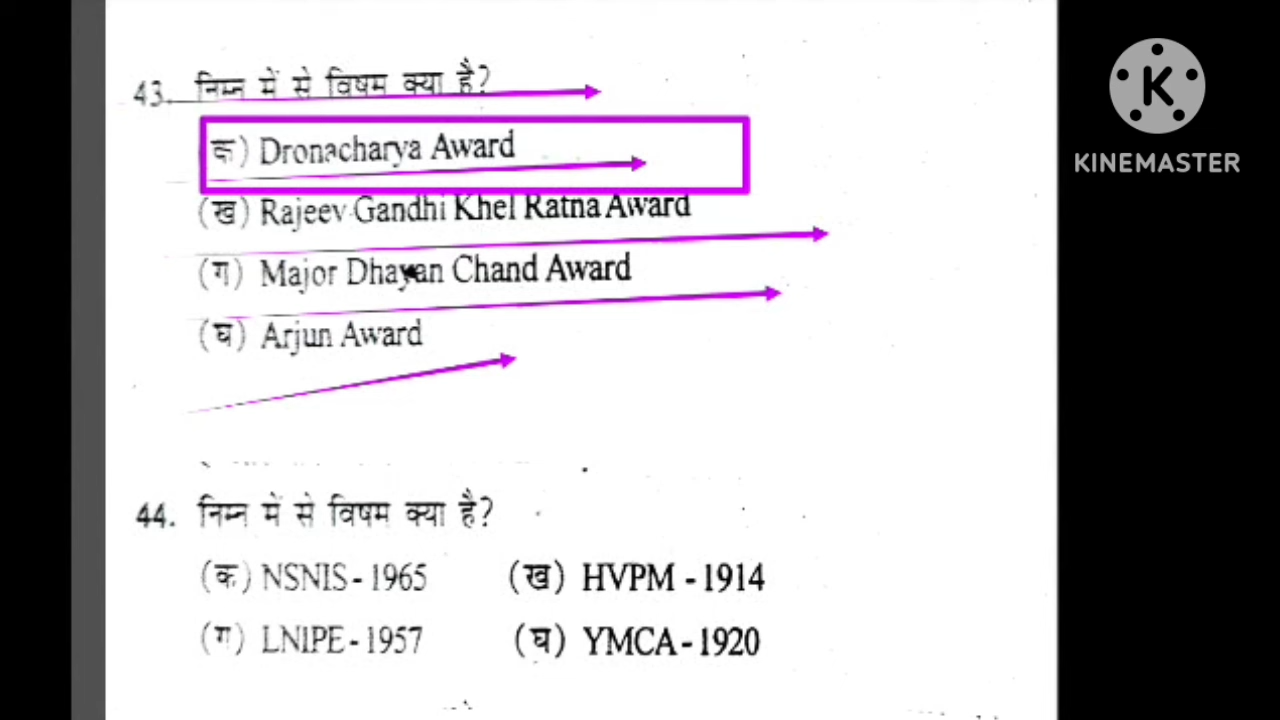 43. निम्न में से विषम क्या है?
क) Dronacharya Award
(ख) Rajeev Gandhi Khel Ratna Award
(ग) Major Dhayan Chand Award
(घ) Arjun Award
44. निम्न में से विषम क्या है?
(क) NSNIS - 1965 (ख) HVPM - 1914
(ग) LNIPE - 1957 (घ) YMCA - 1920
K
KINEMASTER